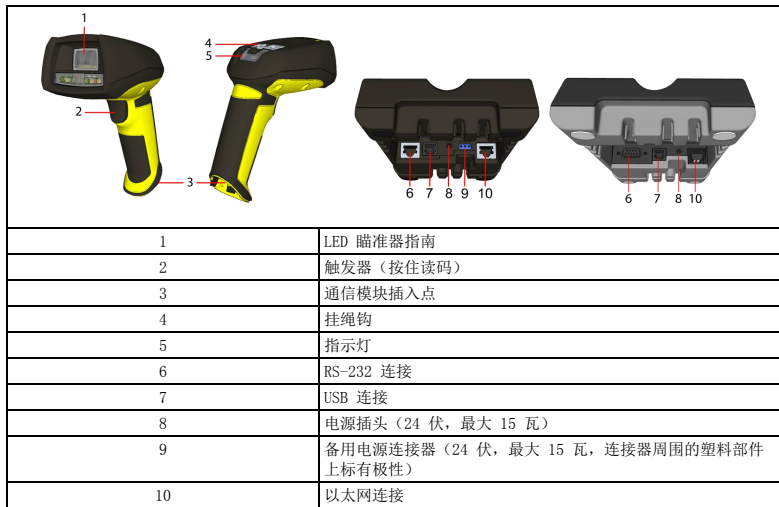 1
4
5
2
3
6 7 8 9 10
6 7 8 10
1 LED 瞄准器指南
2 触发器（按住读码）
3 通信模块插入点
4 挂绳钩
5 指示灯
6 RS-232 连接
7 USB 连接
8 电源插头（24 伏，最大 15 瓦）
9 备用电源连接器（24 伏，最大 15 瓦，连接器周围的塑料部件
上标有极性）
10 以太网连接